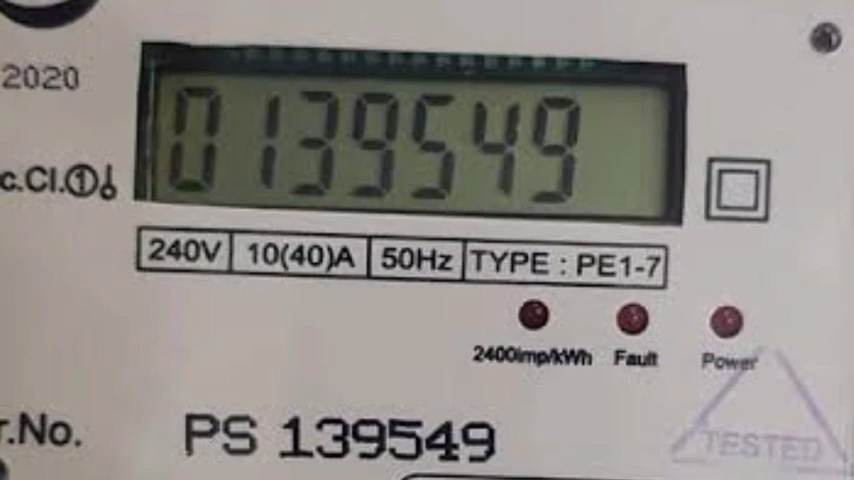 2020
0139549
c.Cl.①
240V 10(40)A 50Hz TYPE : PE1-7
2400imp/kWh Fault Power
r.No. PS 139549
TESTED